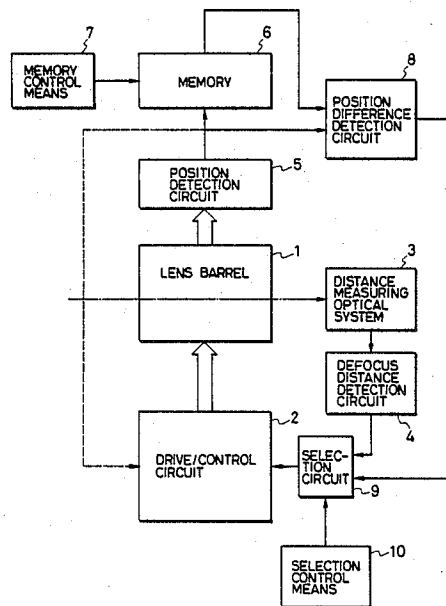 7
MEMORY
CONTROL
MEANS
6
MEMORY
8
POSITION
DIFFERENCE
DETECTION
CIRCUIT
5
POSITION
DETECTION
CIRCUIT
1
LENS BARREL
3
DISTANCE
MEASURING
OPTICAL
SYSTEM
DEFOCUS
DISTANCE
DETECTION
CIRCUIT
4
2
DRIVE/CONTROL
CIRCUIT
SELEC-
TION
CIRCUIT
9
10
SELECTION
CONTROL
MEANS